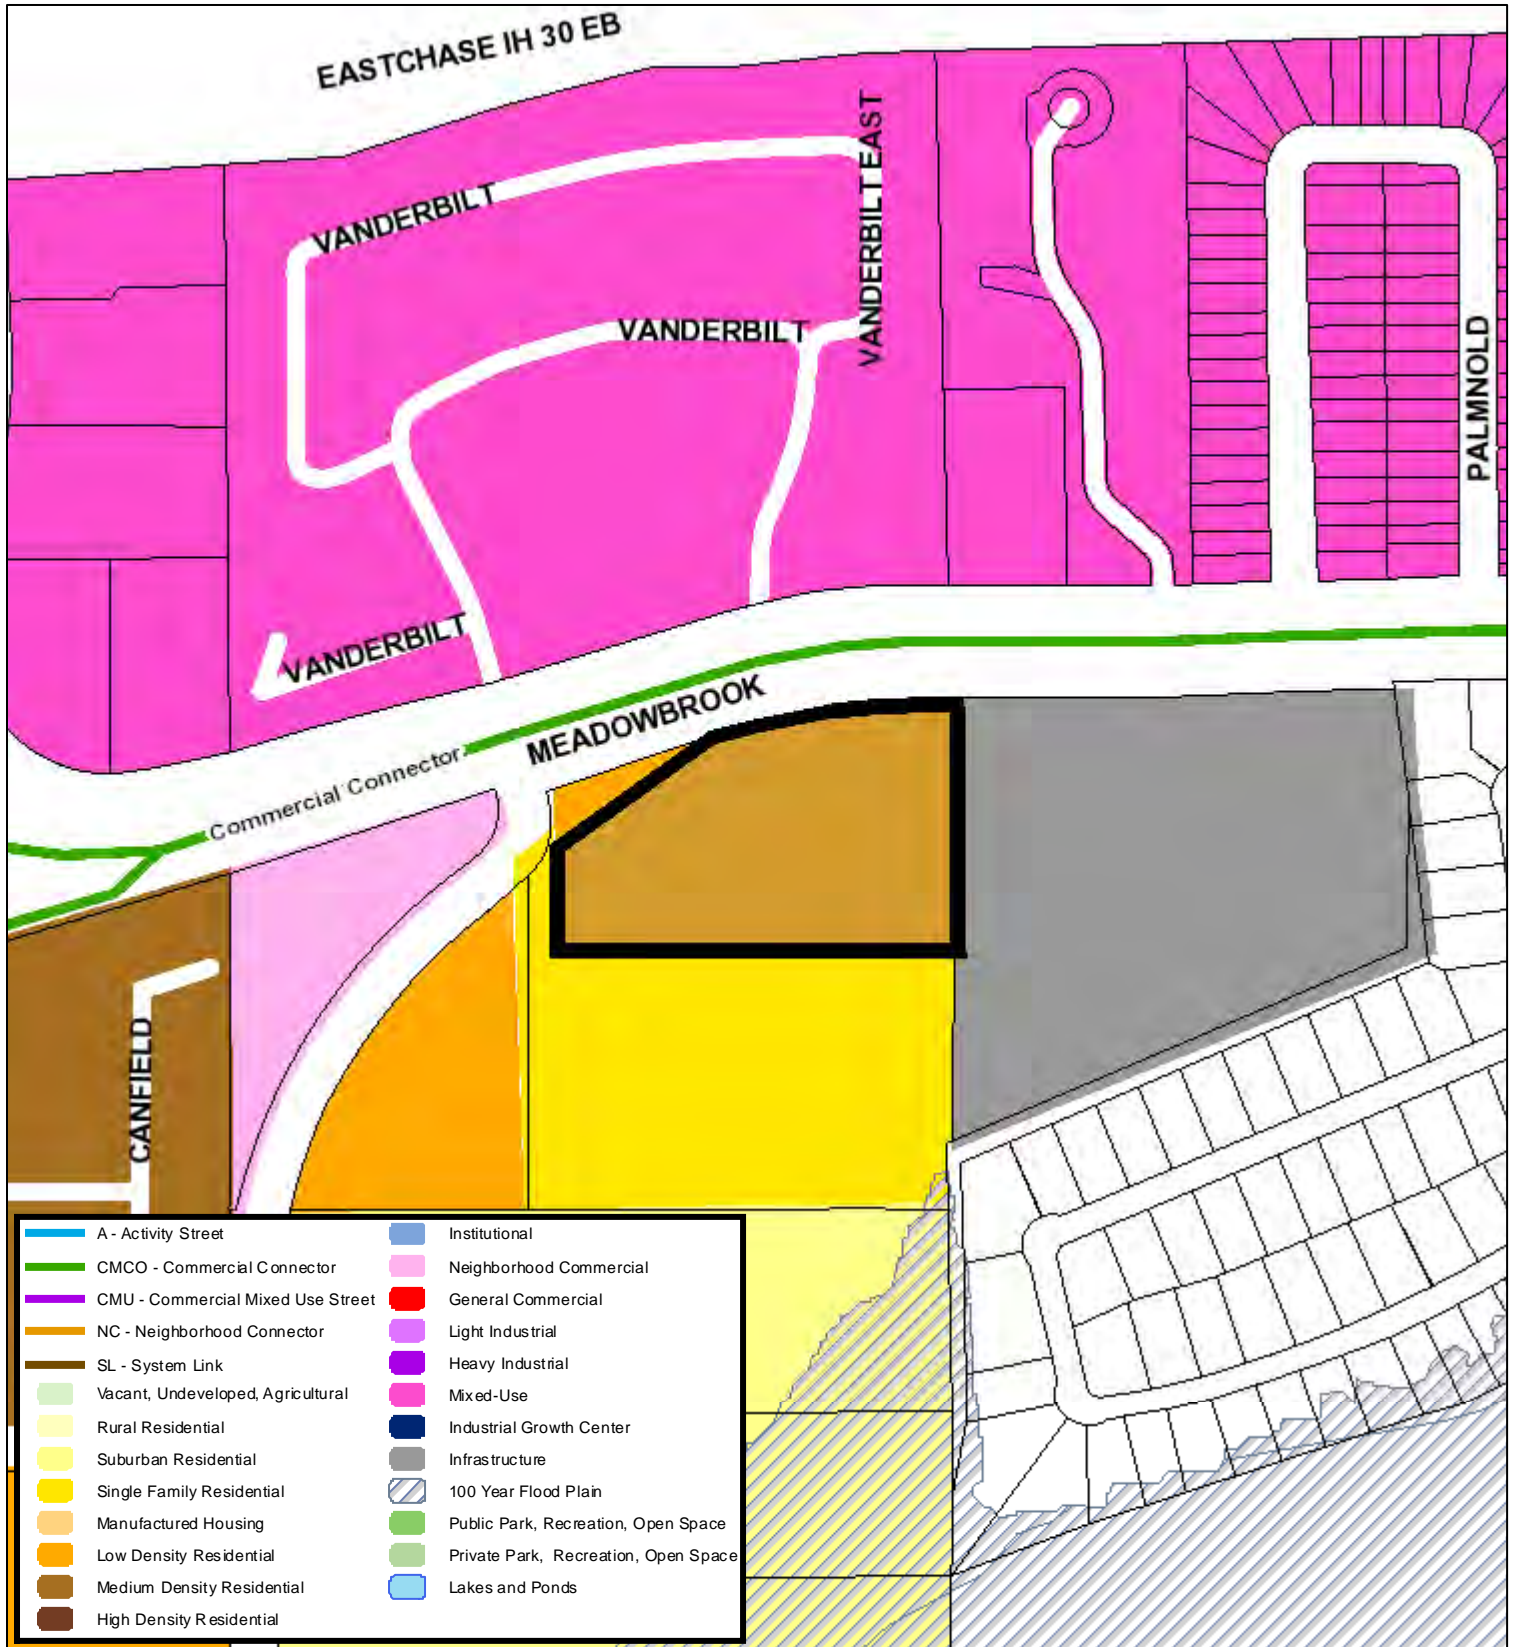 EASTCHASE IH 30 EB
VANDERBILT
VANDERBILT EAST
VANDERBILT
PALMNOLD
VANDERBILT
MEADOWBROOK
Commercial Connector
CANFIELD
A - Activity Street
CMCO - Commercial Connector
CMU - Commercial Mixed Use Street
NC - Neighborhood Connector
SL - System Link
Vacant, Undeveloped, Agricultural
Rural Residential
Suburban Residential
Single Family Residential
Manufactured Housing
Low Density Residential
Medium Density Residential
High Density Residential
Institutional
Neighborhood Commercial
General Commercial
Light Industrial
Heavy Industrial
Mixed-Use
Industrial Growth Center
Infrastructure
100 Year Flood Plain
Public Park, Recreation, Open Space
Private Park, Recreation, Open Space
Lakes and Ponds